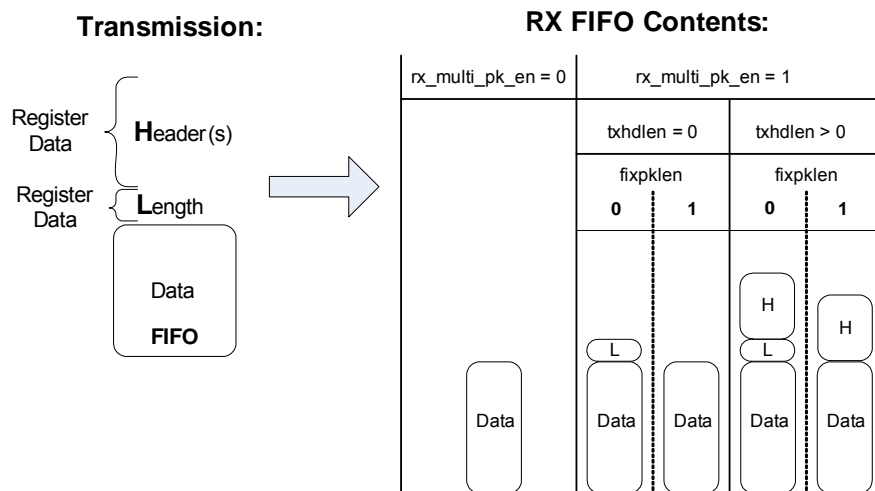 Transmission:
RX FIFO Contents:
Register
Data
Header(s)
Register
Data
Length
Data
FIFO
rx_multi_pk_en = 0
rx_multi_pk_en = 1
txhdlen = 0
txhdlen > 0
fixpklen
fixpklen
0
1
0
1
H
H
L
L
Data
Data
Data
Data
Data